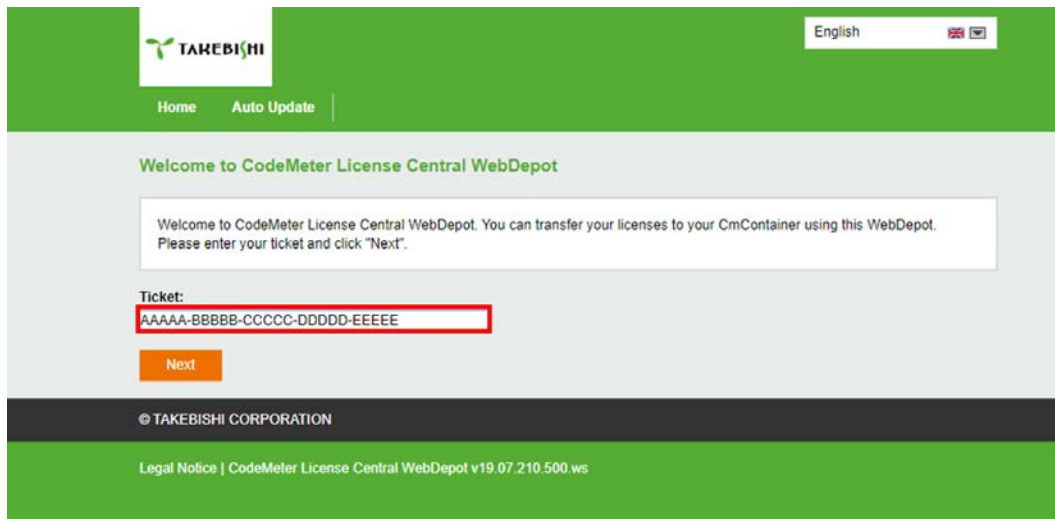 TAKEBISHI
English
Home Auto Update
Welcome to CodeMeter License Central WebDepot
Welcome to CodeMeter License Central WebDepot. You can transfer your licenses to your CmContainer using this WebDepot.
Please enter your ticket and click "Next".
Ticket:
AAAAA-BBBBB-CCCCC-DDDDD-EEEEE
Next
© TAKEBISHI CORPORATION
Legal Notice | CodeMeter License Central WebDepot v19.07.210.500.ws